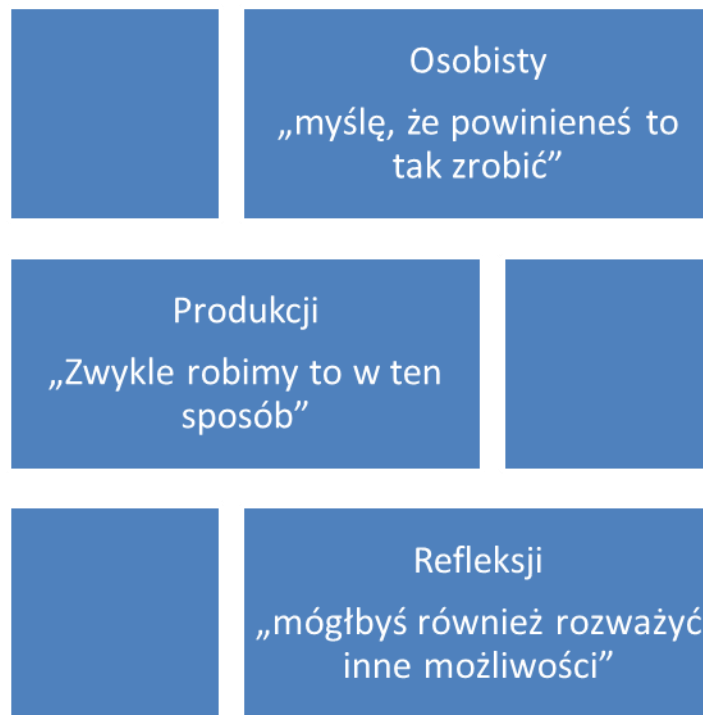 Osobisty
„myślę, że powinieneś to
tak zrobić”
Produkcji
„Zwykle robimy to w ten
sposób”
Refleksji
„mógłbyś również rozważyć
inne możliwości”